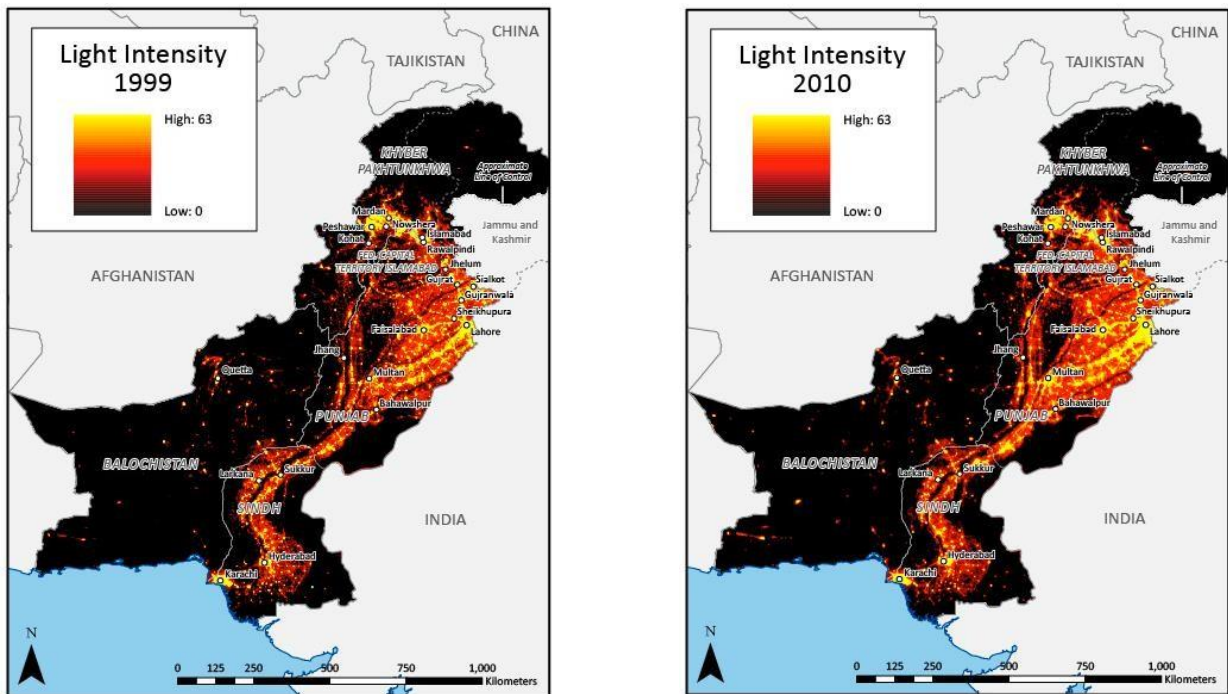 Light Intensity
1999
High: 63
Low: 0
CHINA
TAJIKISTAN
KHYBER
PAKHTUNKHWA
Approximate
Line of Control
Mardan
Peshawar
Nowshera
Kohat
Islamabad
Rawalpindi
Jammu and
Kashmir
FED. CAPITAL
TERRITORY ISLAMABAD
AFGHANISTAN
Jhelum
Gujrat
Sialkot
Gujranwala
Sheikhupura
Faisalabad
Lahore
Jhang
Quetta
Multan
Bahawalpur
PUNJAB
BALOCHISTAN
Larkana
Sukkur
SINDH
INDIA
Hyderabad
Karachi
N
0 125 250 500 750 1,000
Kilometers
Light Intensity
2010
High: 63
Low: 0
CHINA
TAJIKISTAN
KHYBER
PAKHTUNKHWA
Approximate
Line of Control
Mardan
Peshawar
Nowshera
Kohat
Islamabad
Rawalpindi
Jammu and
Kashmir
FED. CAPITAL
TERRITORY ISLAMABAD
AFGHANISTAN
Jhelum
Gujrat
Sialkot
Gujranwala
Sheikhupura
Faisalabad
Lahore
Jhang
Quetta
Multan
Bahawalpur
PUNJAB
BALOCHISTAN
Larkana
Sukkur
SINDH
INDIA
Hyderabad
Karachi
N
0 125 250 500 750 1,000
Kilometers